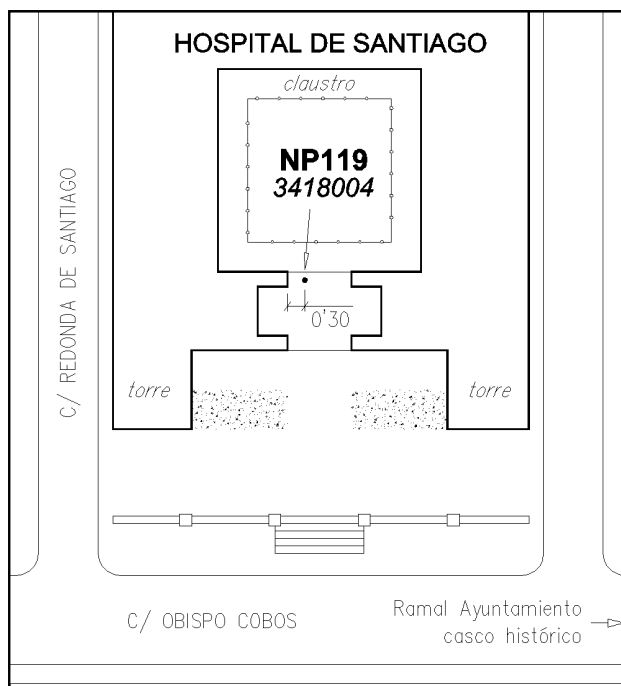 HOSPITAL DE SANTIAGO
claustro
NP119
3418004
C/ REDONDA DE SANTIAGO
0'30
torre
torre
C/ OBISPO COBOS
Ramal Ayuntamiento
casco histórico